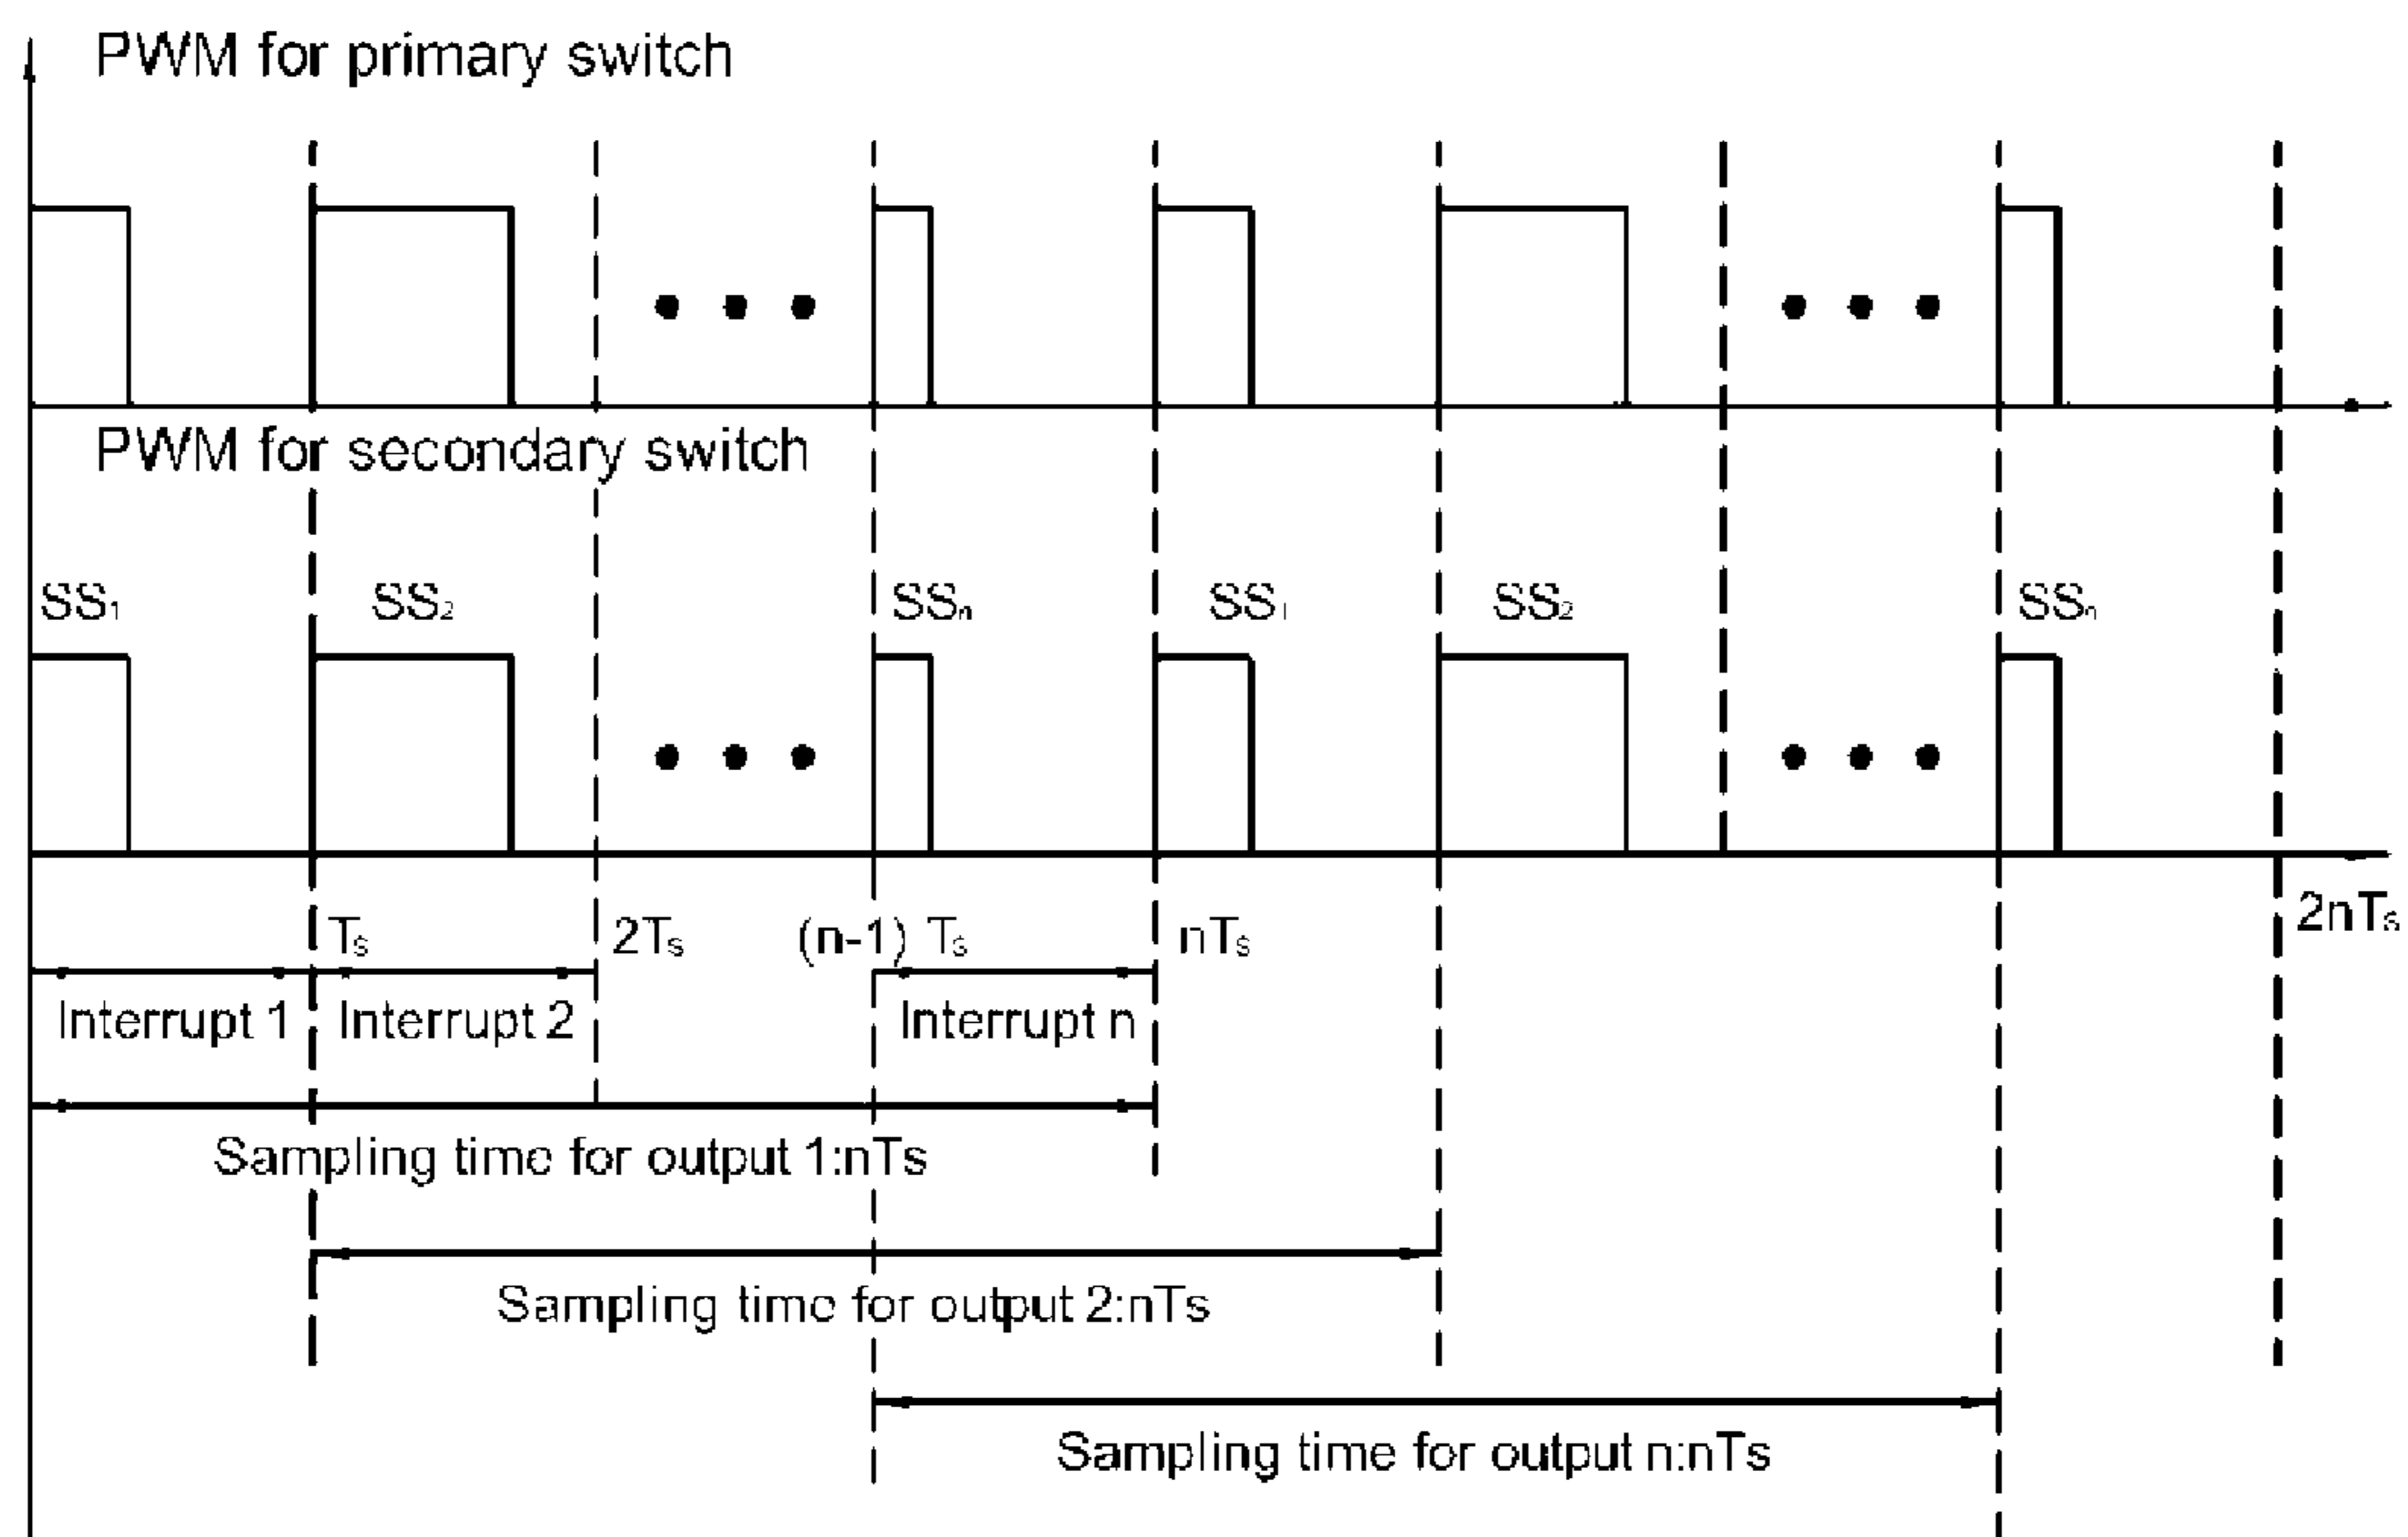 PWM for primary switch
PWM for secondary switch
SS₁ SS₂ SSₙ SS₁ SS₂ SSₙ
Tₛ 2Tₛ (n-1) Tₛ nTₛ 2nTₛ
Interrupt 1 Interrupt 2 Interrupt n
Sampling time for output 1:nTs
Sampling time for output 2:nTs
Sampling time for output n:nTs